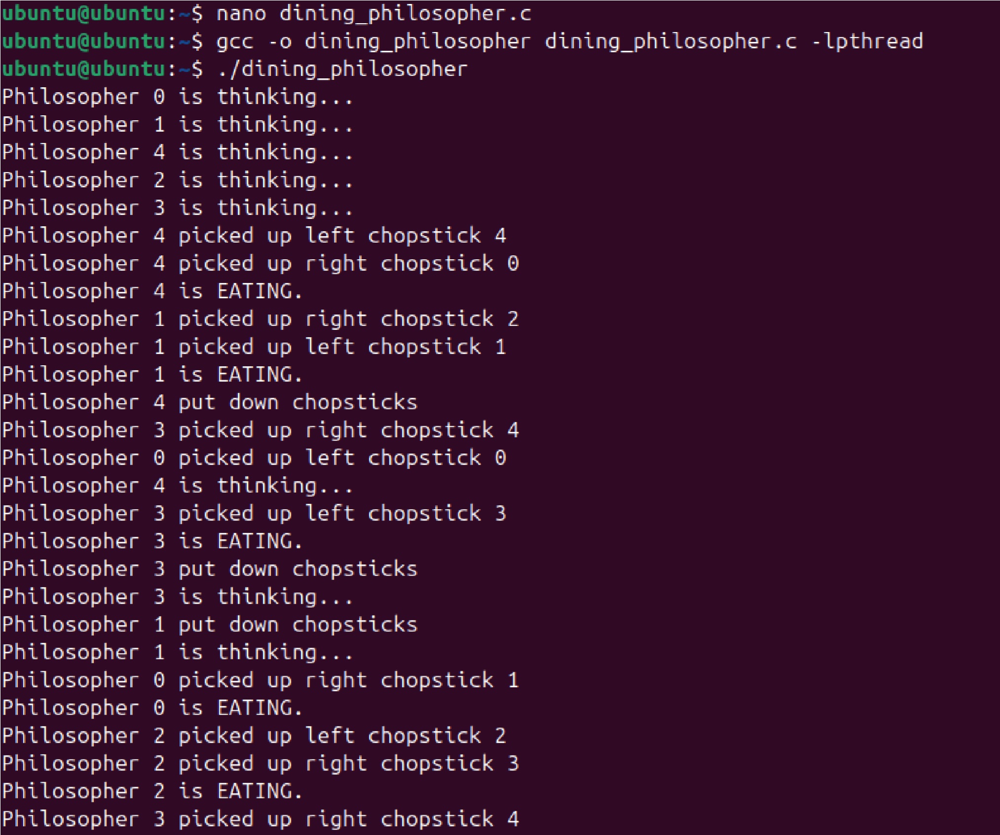 ubuntu@ubuntu:~$ nano dining_philosopher.c
ubuntu@ubuntu:~$ gcc -o dining_philosopher dining_philosopher.c -lpthread
ubuntu@ubuntu:~$ ./dining_philosopher
Philosopher 0 is thinking...
Philosopher 1 is thinking...
Philosopher 4 is thinking...
Philosopher 2 is thinking...
Philosopher 3 is thinking...
Philosopher 4 picked up left chopstick 4
Philosopher 4 picked up right chopstick 0
Philosopher 4 is EATING.
Philosopher 1 picked up right chopstick 2
Philosopher 1 picked up left chopstick 1
Philosopher 1 is EATING.
Philosopher 4 put down chopsticks
Philosopher 3 picked up right chopstick 4
Philosopher 0 picked up left chopstick 0
Philosopher 4 is thinking...
Philosopher 3 picked up left chopstick 3
Philosopher 3 is EATING.
Philosopher 3 put down chopsticks
Philosopher 3 is thinking...
Philosopher 1 put down chopsticks
Philosopher 1 is thinking...
Philosopher 0 picked up right chopstick 1
Philosopher 0 is EATING.
Philosopher 2 picked up left chopstick 2
Philosopher 2 picked up right chopstick 3
Philosopher 2 is EATING.
Philosopher 3 picked up right chopstick 4